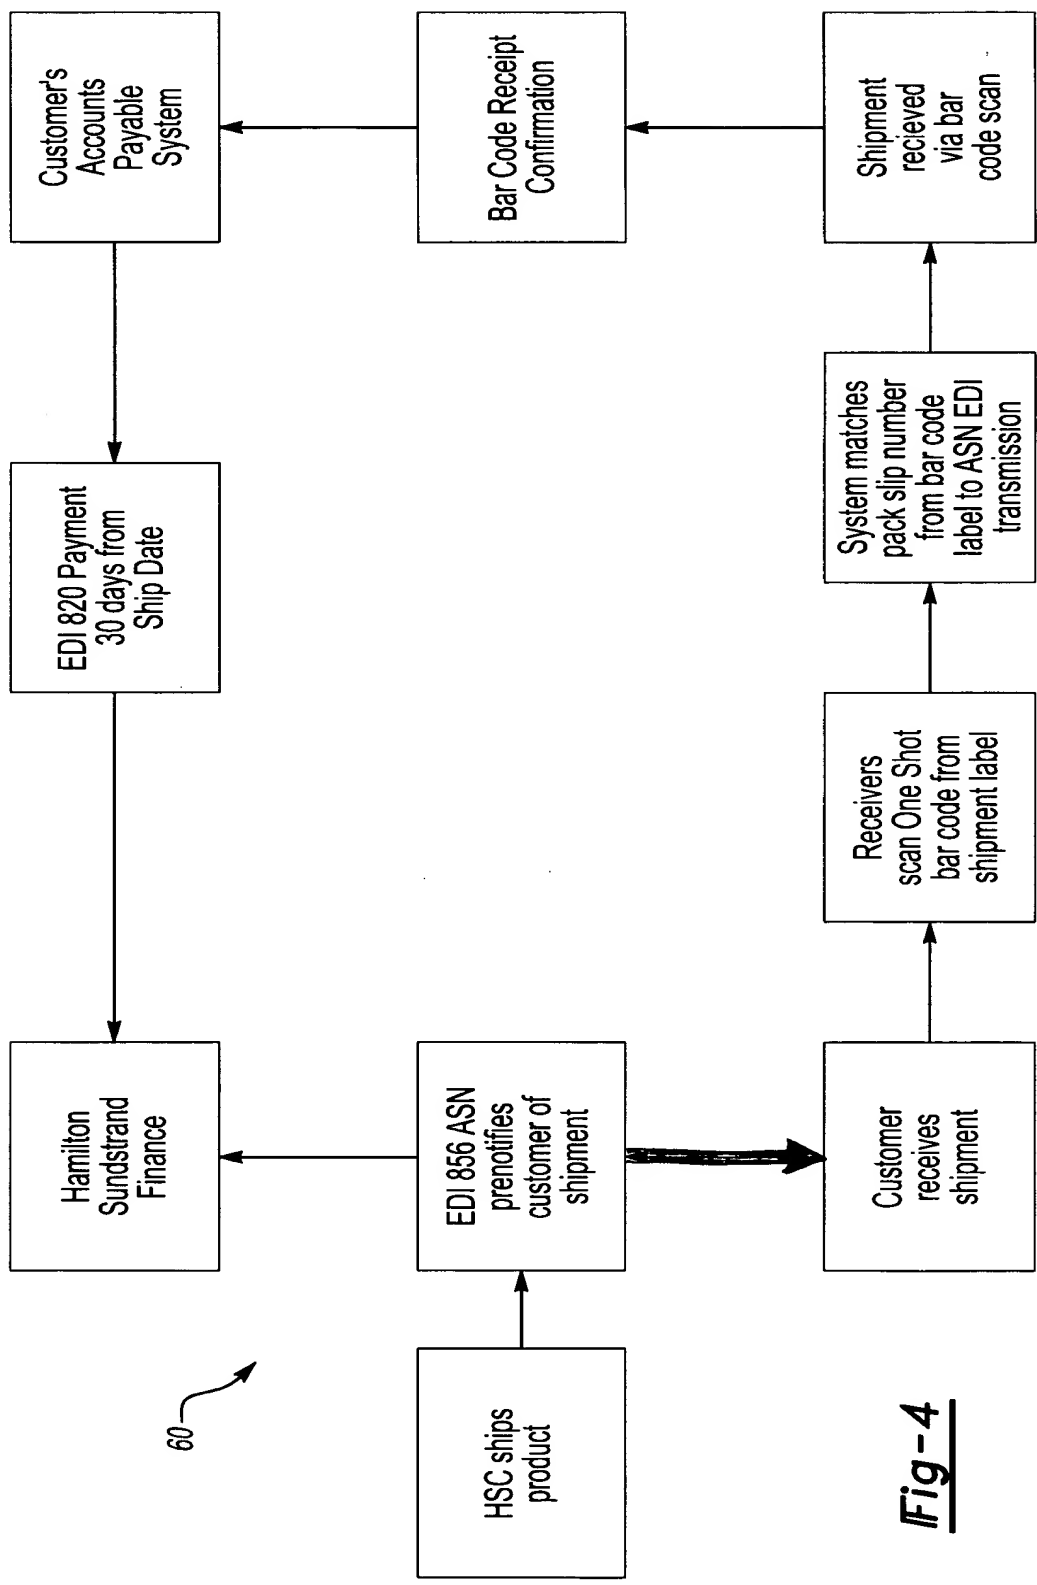 60
HSC ships
product
EDI 856 ASN
prenotifies
customer of
shipment
Hamilton
Sundstrand
Finance
Customer
receives
shipment
Receivers
scan One Shot
bar code from
shipment label
System matches
pack slip number
from bar code
label to ASN EDI
transmission
Shipment
recieved
via bar
code scan
Bar Code Receipt
Confirmation
Customer's
Accounts
Payable
System
EDI 820 Payment
30 days from
Ship Date
Fig-4